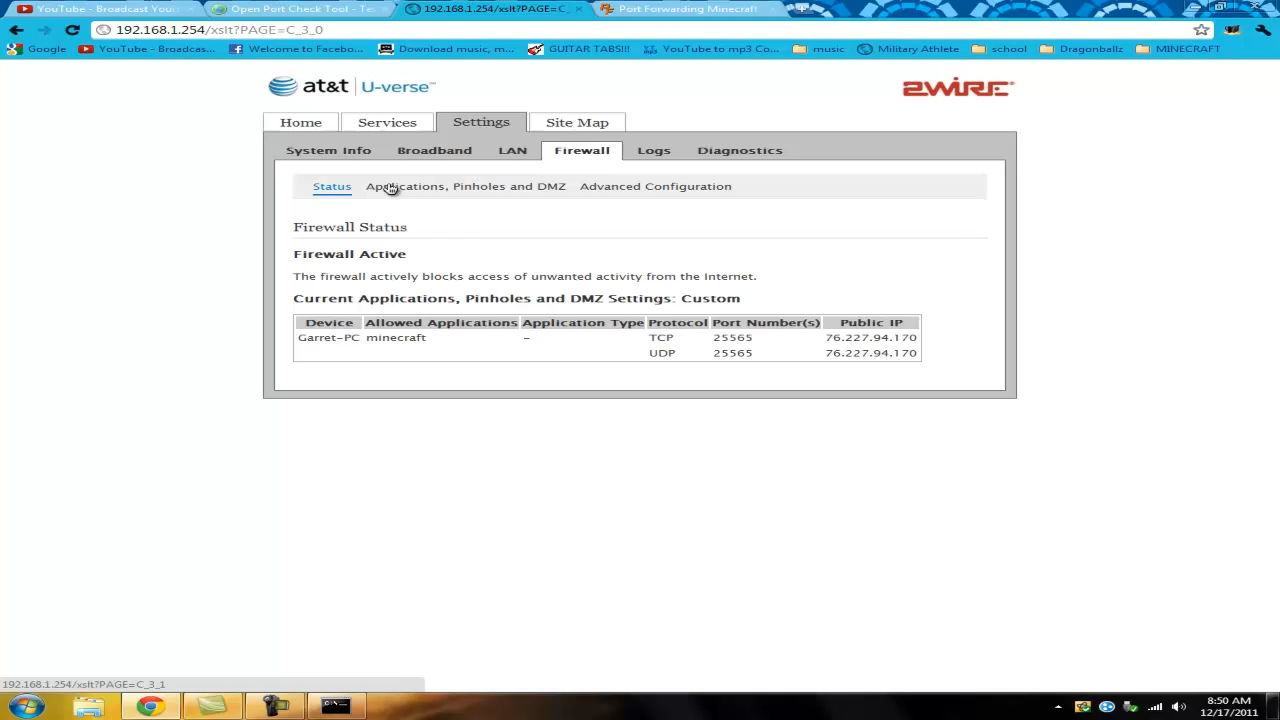 YouTube - Broadcast Your
Open Port Check Tool - Te
192.168.1.254/xslt?PAGE=C_
Port Forwarding Minecraft
192.168.1.254/xslt?PAGE=C_3_0
Google
YouTube - Broadcas...
Welcome to Facebo...
Download music, m...
GUITAR TABS!!!
YouTube to mp3 Co...
music
Military Athlete
school
Dragonballz
MINECRAFT
at&t U-verse™
2WIRE®
Home Services Settings Site Map
System Info Broadband LAN Firewall Logs Diagnostics
Status Applications, Pinholes and DMZ Advanced Configuration
Firewall Status
Firewall Active
The firewall actively blocks access of unwanted activity from the Internet.
Current Applications, Pinholes and DMZ Settings: Custom
Device Allowed Applications Application Type Protocol Port Number(s) Public IP
Garret-PC minecraft - TCP 25565 76.227.94.170
UDP 25565 76.227.94.170
192.168.1.254/xslt?PAGE=C_3_1
C:\.
8:50 AM
12/17/2011